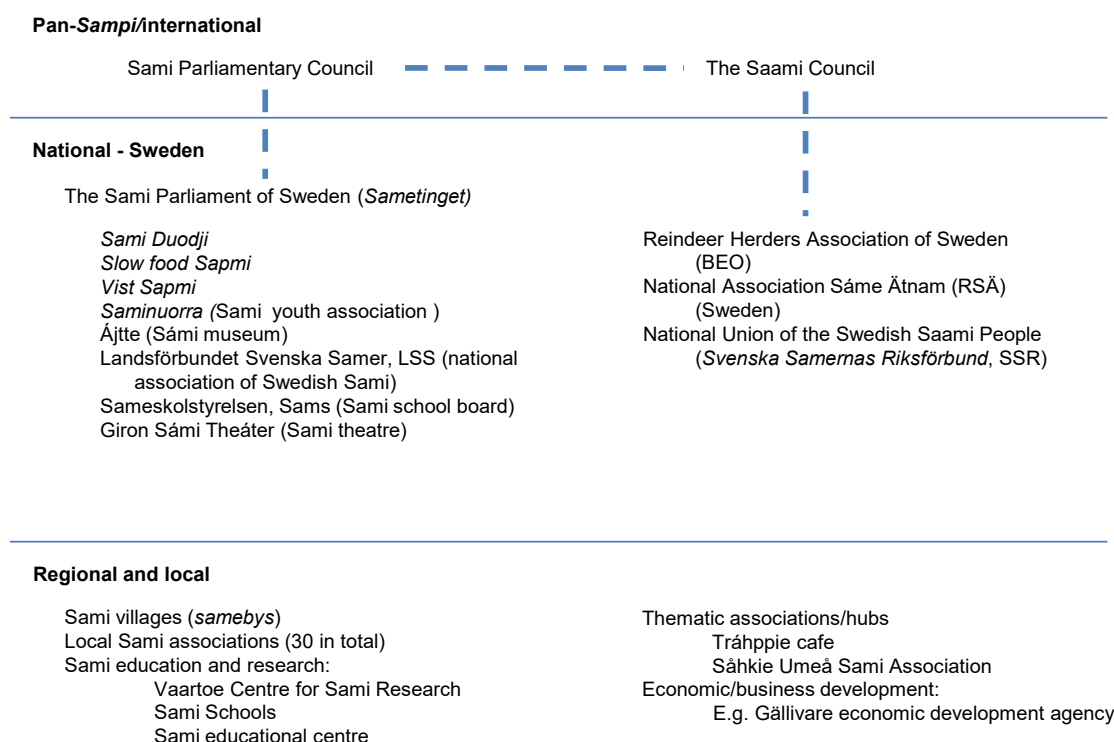 Pan-Sampi/international
Sami Parliamentary Council
The Saami Council
National - Sweden
The Sami Parliament of Sweden (Sametinget)
Sami Duodji
Slow food Sapmi
Vist Sapmi
Saminuorra (Sami youth association )
Ájtte (Sámi museum)
Landsförbundet Svenska Samer, LSS (national
association of Swedish Sami)
Sameskolstyrelsen, Sams (Sami school board)
Giron Sámi Theáter (Sami theatre)
Reindeer Herders Association of Sweden
(BEO)
National Association Sáme Ätnam (RSÄ)
(Sweden)
National Union of the Swedish Saami People
(Svenska Samernas Riksförbund, SSR)
Regional and local
Sami villages (samebys)
Local Sami associations (30 in total)
Sami education and research:
Vaartoe Centre for Sami Research
Sami Schools
Sami educational centre
Thematic associations/hubs
Tráhppie cafe
Såhkie Umeå Sami Association
Economic/business development:
E.g. Gällivare economic development agency